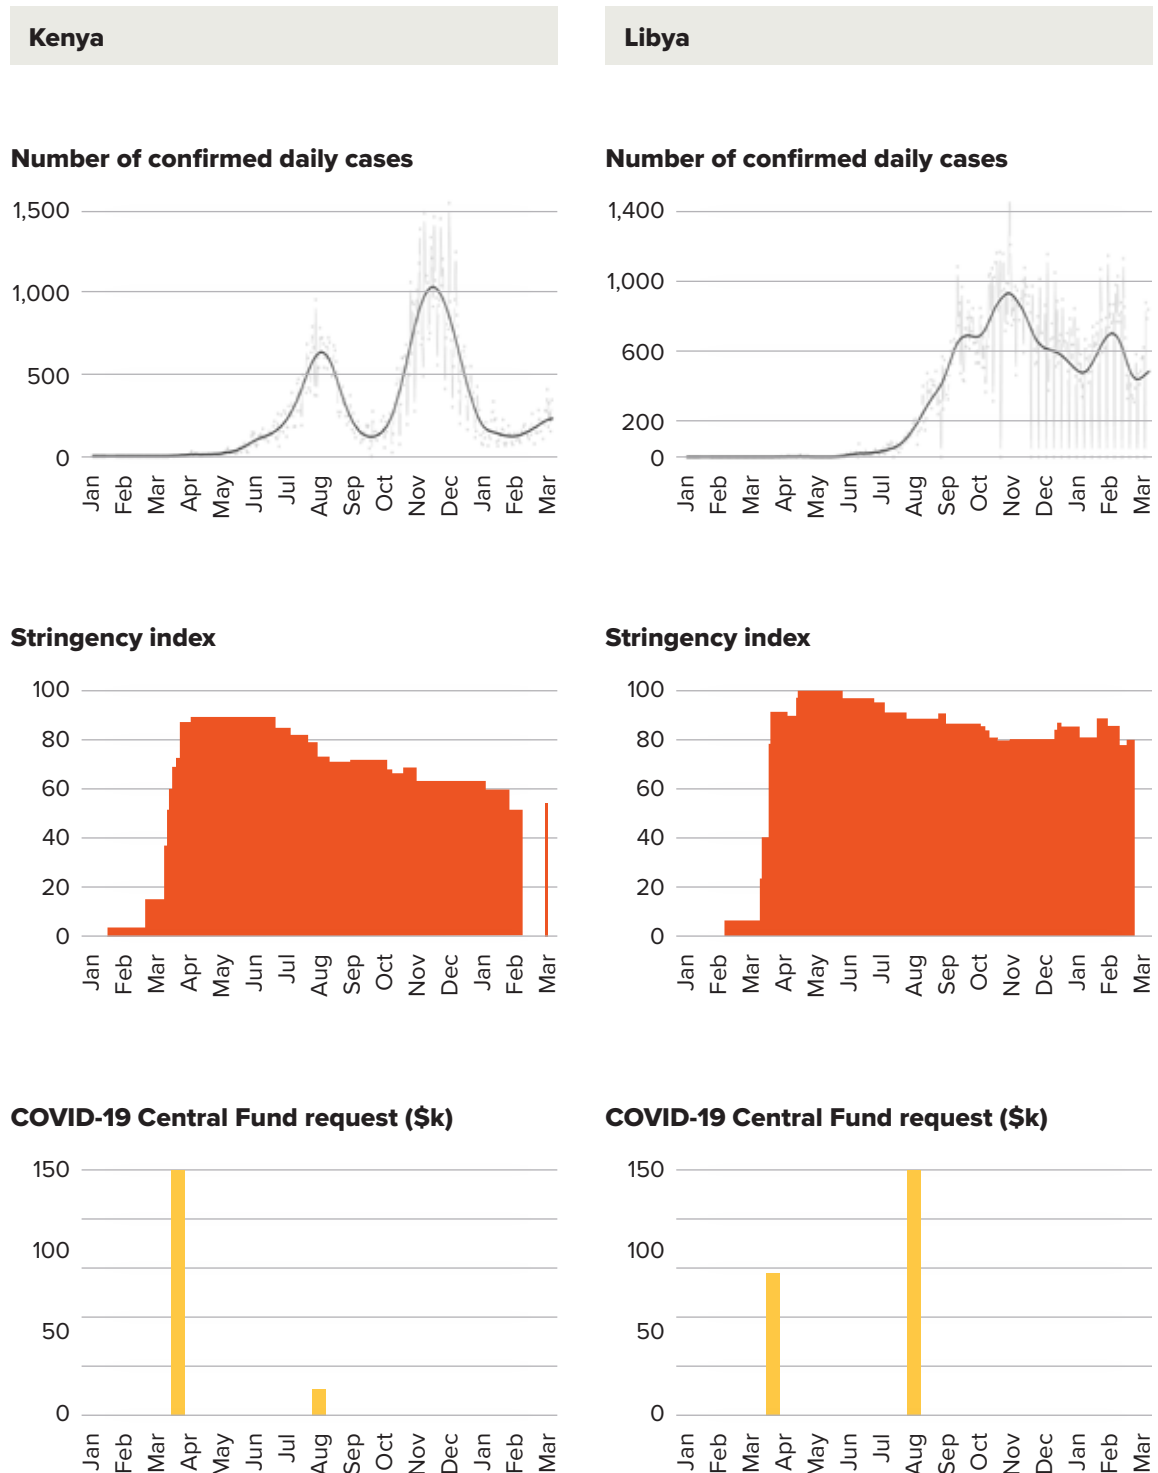 Kenya
Libya
Number of confirmed daily cases
Number of confirmed daily cases
1,500
1,000
500
0
Jan Feb Mar Apr May Jun Jul Aug Sep Oct Nov Dec Jan Feb Mar
1,400
1,000
600
200
0
Jan Feb Mar Apr May Jun Jul Aug Sep Oct Nov Dec Jan Feb Mar
Stringency index
Stringency index
100
80
60
40
20
0
Jan Feb Mar Apr May Jun Jul Aug Sep Oct Nov Dec Jan Feb Mar
100
80
60
40
20
0
Jan Feb Mar Apr May Jun Jul Aug Sep Oct Nov Dec Jan Feb Mar
COVID-19 Central Fund request ($k)
COVID-19 Central Fund request ($k)
150
100
50
0
Jan Feb Mar Apr May Jun Jul Aug Sep Oct Nov Dec Jan Feb Mar
150
100
50
0
Jan Feb Mar Apr May Jun Jul Aug Sep Oct Nov Dec Jan Feb Mar